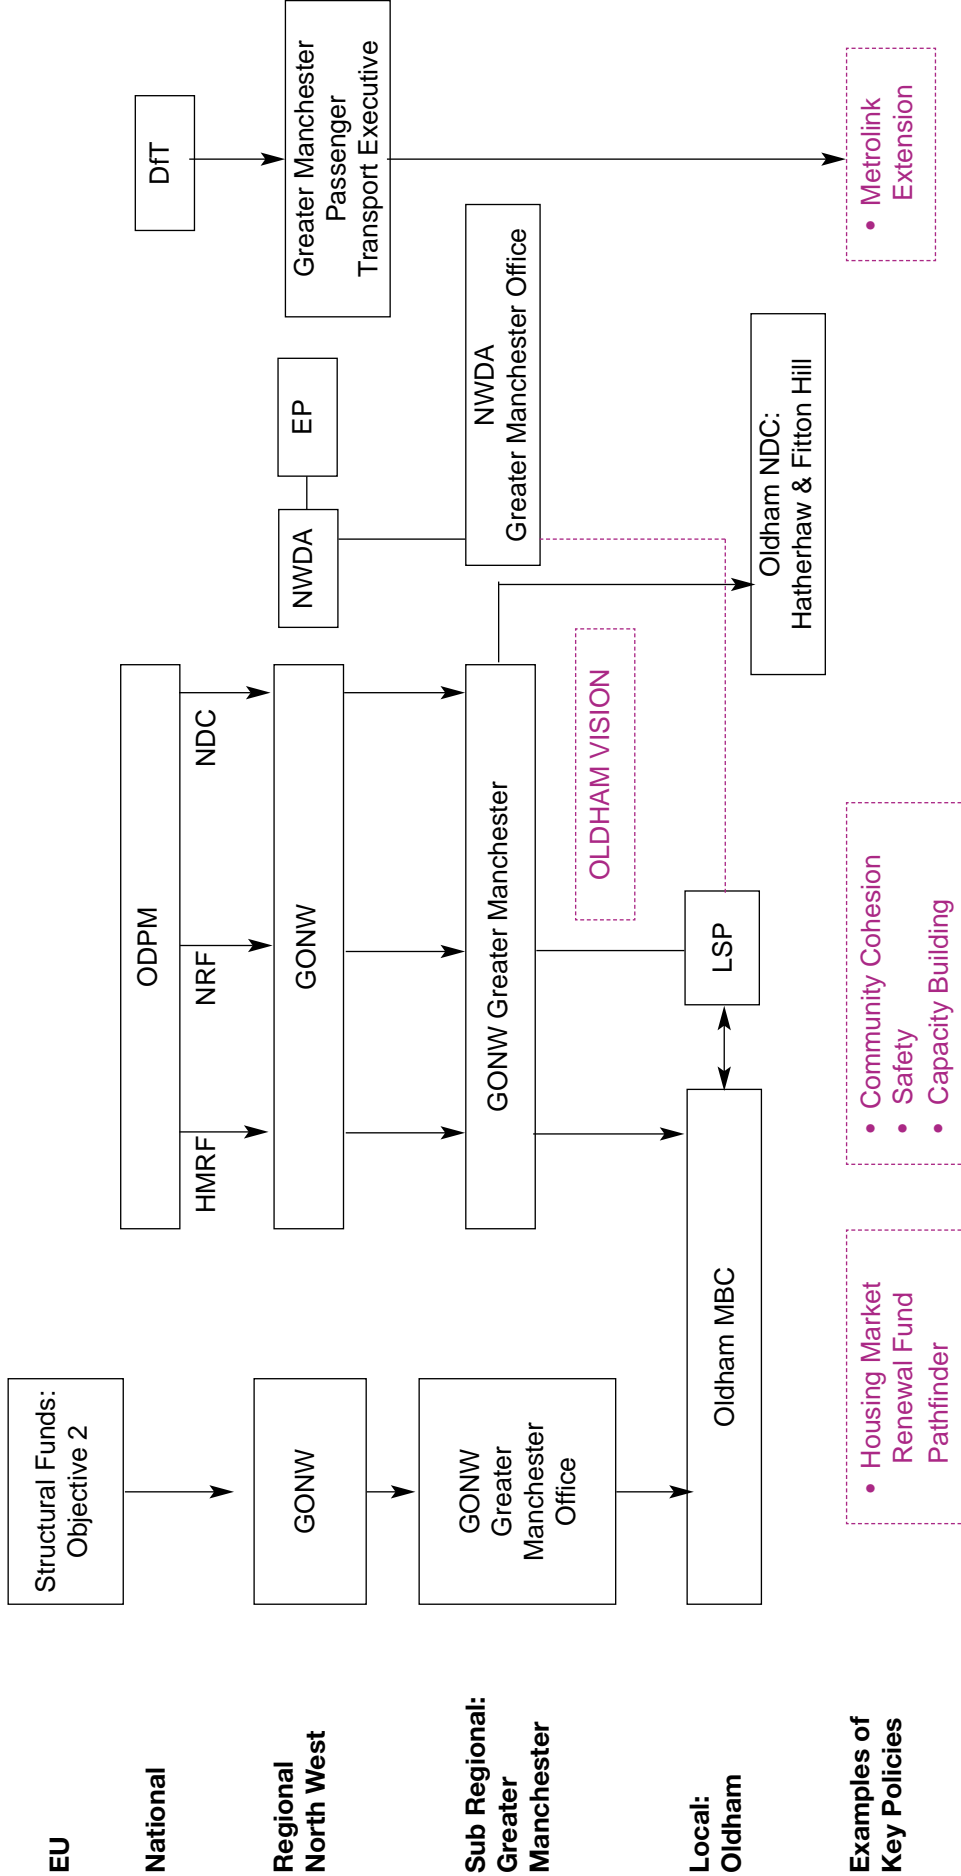 EU
Structural Funds:
Objective 2
National
ODPM
DfT
HMRF
NRF
NDC
Regional
North West
GONW
GONW
NWDA
EP
Greater Manchester
Passenger
Transport Executive
Sub Regional:
Greater
Manchester
GONW
Greater
Manchester
Office
GONW Greater Manchester
NWDA
Greater Manchester Office
OLDHAM VISION
Local:
Oldham
Oldham MBC
LSP
Oldham NDC:
Hatherhaw & Fitton Hill
Examples of
Key Policies
• Housing Market
Renewal Fund
Pathfinder
• Community Cohesion
• Safety
• Capacity Building
• Metrolink
Extension